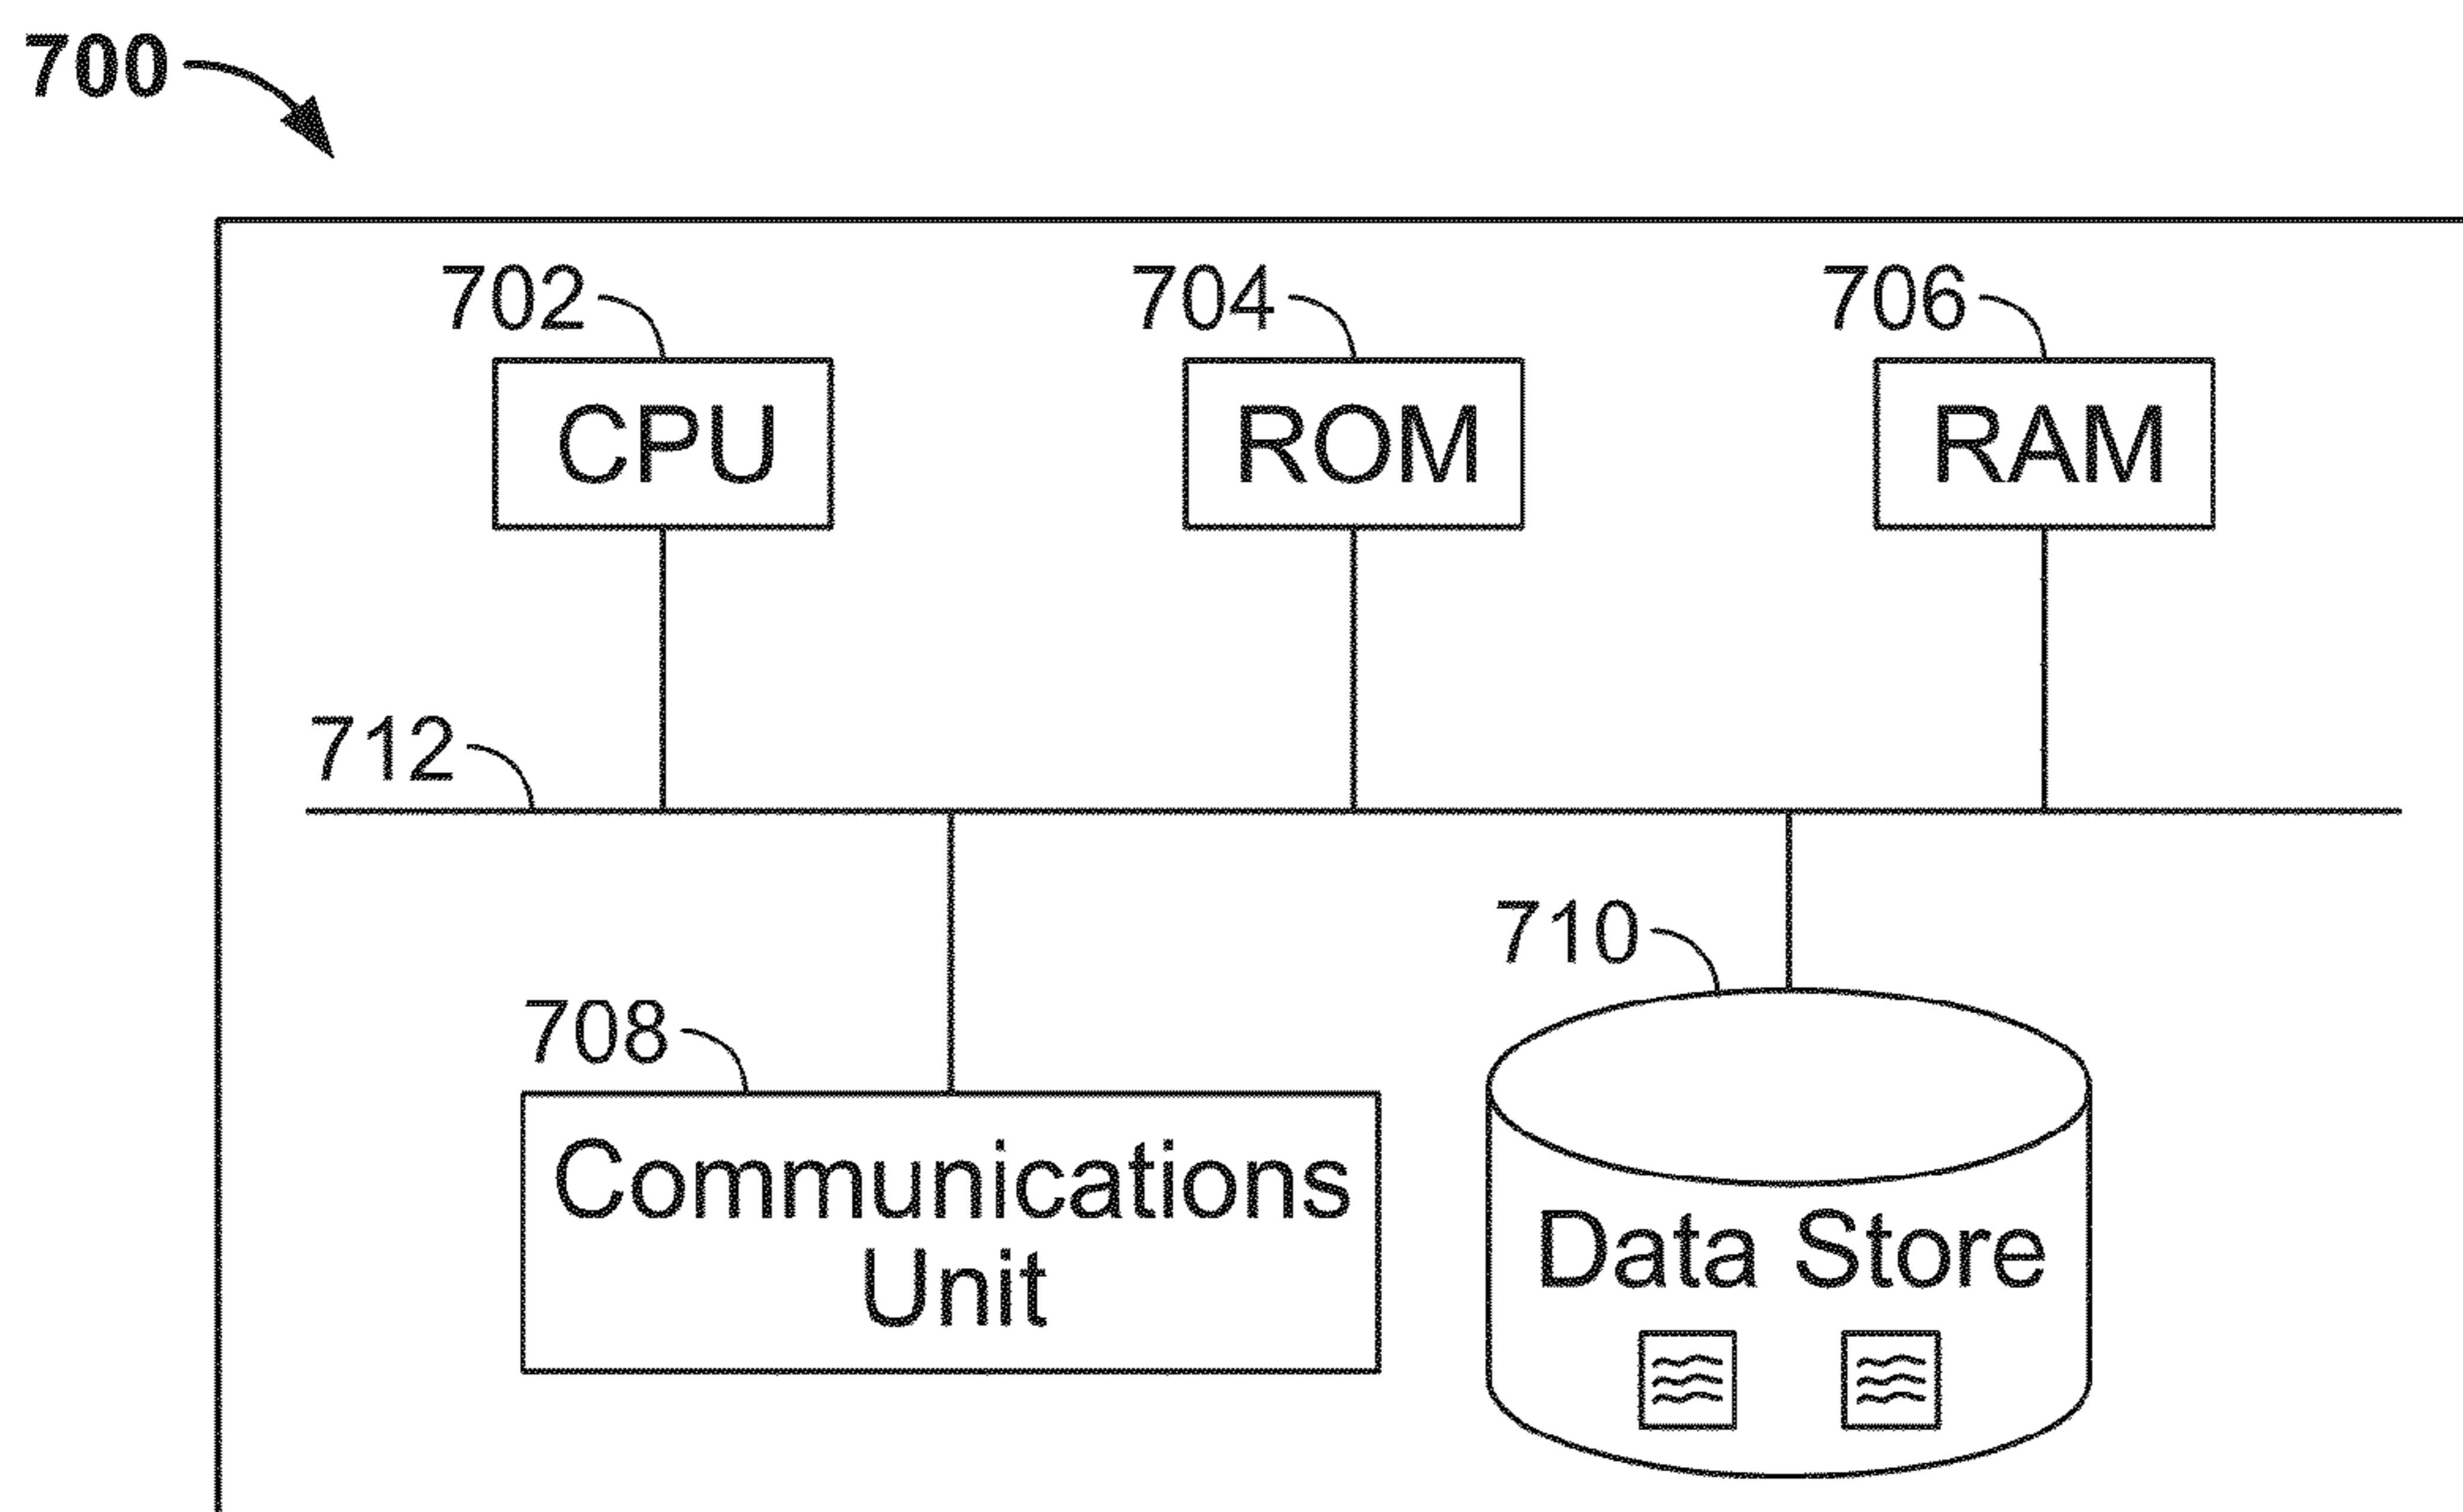 700
702
704
706
CPU
ROM
RAM
712
710
708
Communications
Unit
Data Store